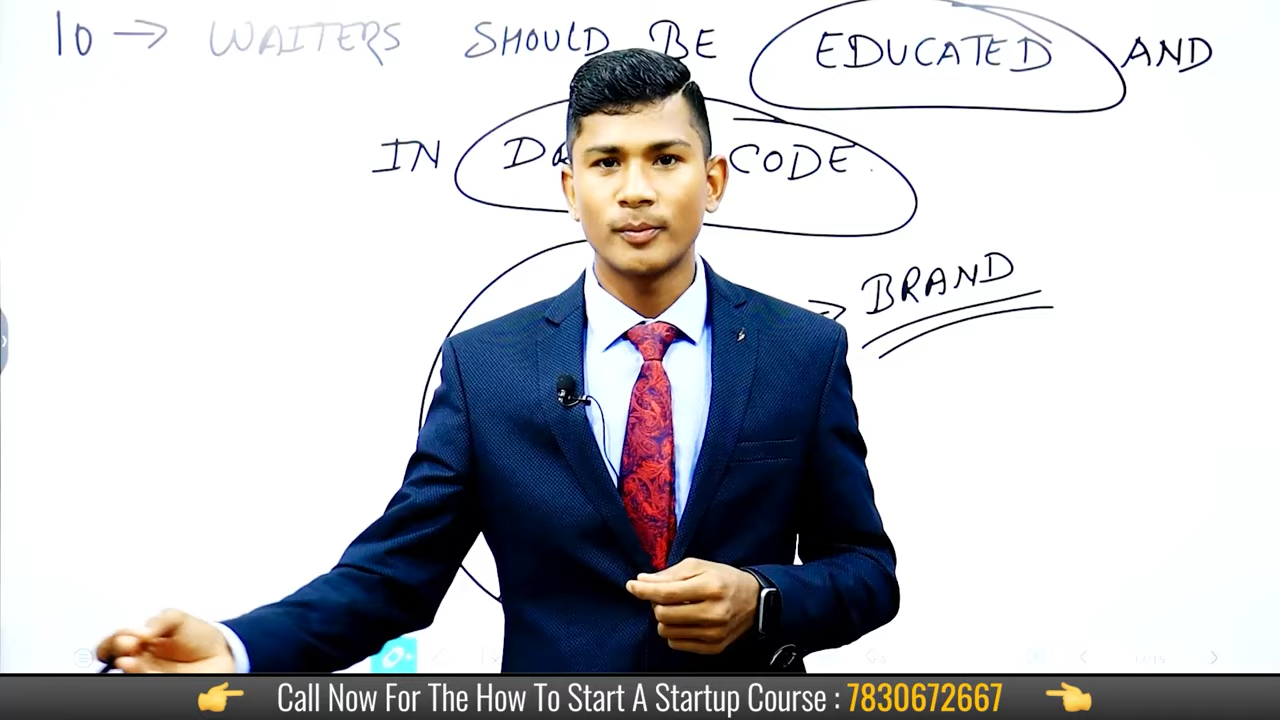 10 → WAITERS SHOULD BE EDUCATED AND
IN CODE
→ BRAND
Call Now For The How To Start A Startup Course : 7830672667